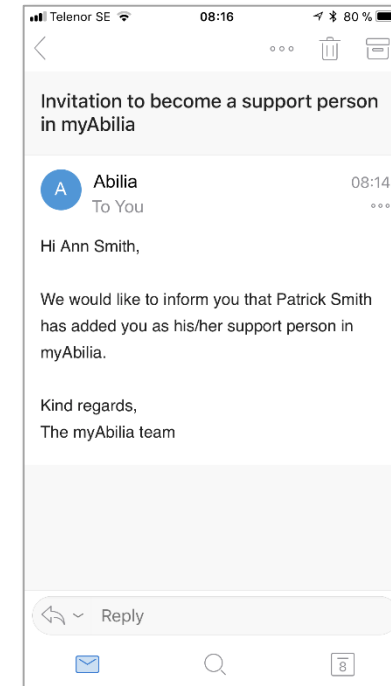 Telenor SE 08:16 80 %
Invitation to become a support person
in myAbilia
A Abilia 08:14
To You
Hi Ann Smith,
We would like to inform you that Patrick Smith
has added you as his/her support person in
myAbilia.
Kind regards,
The myAbilia team
Reply
8